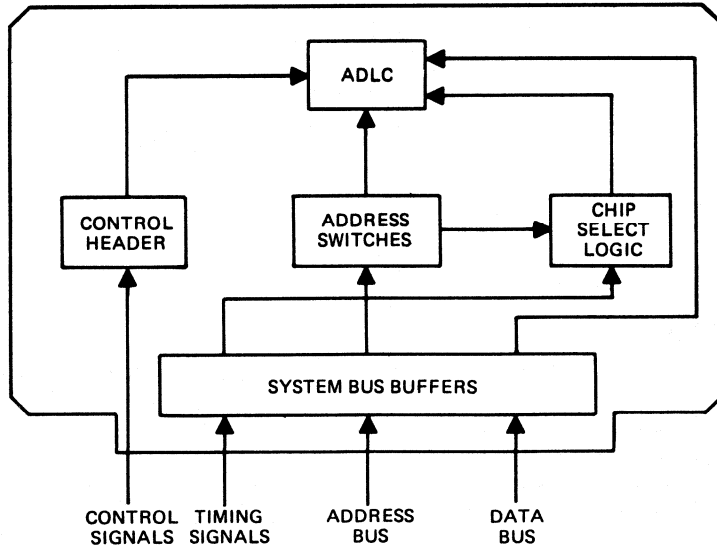 ADLC
CONTROL
HEADER
ADDRESS
SWITCHES
CHIP
SELECT
LOGIC
SYSTEM BUS BUFFERS
CONTROL
SIGNALS
TIMING
SIGNALS
ADDRESS
BUS
DATA
BUS